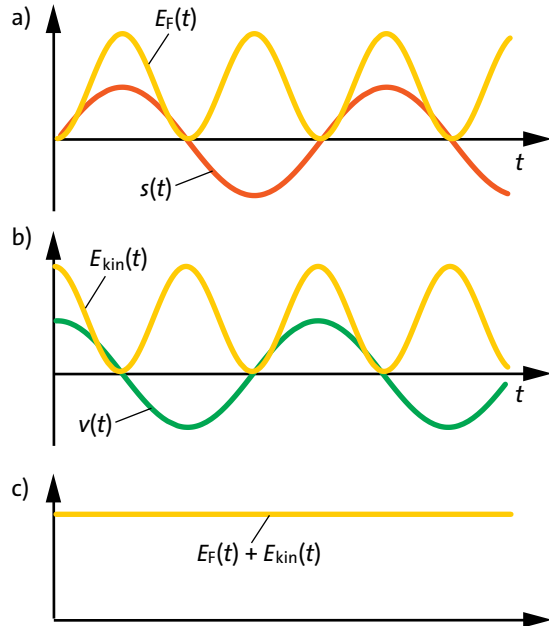 a)
E_F(t)
t
s(t)
b)
E_kin(t)
t
v(t)
c)
E_F(t) + E_kin(t)